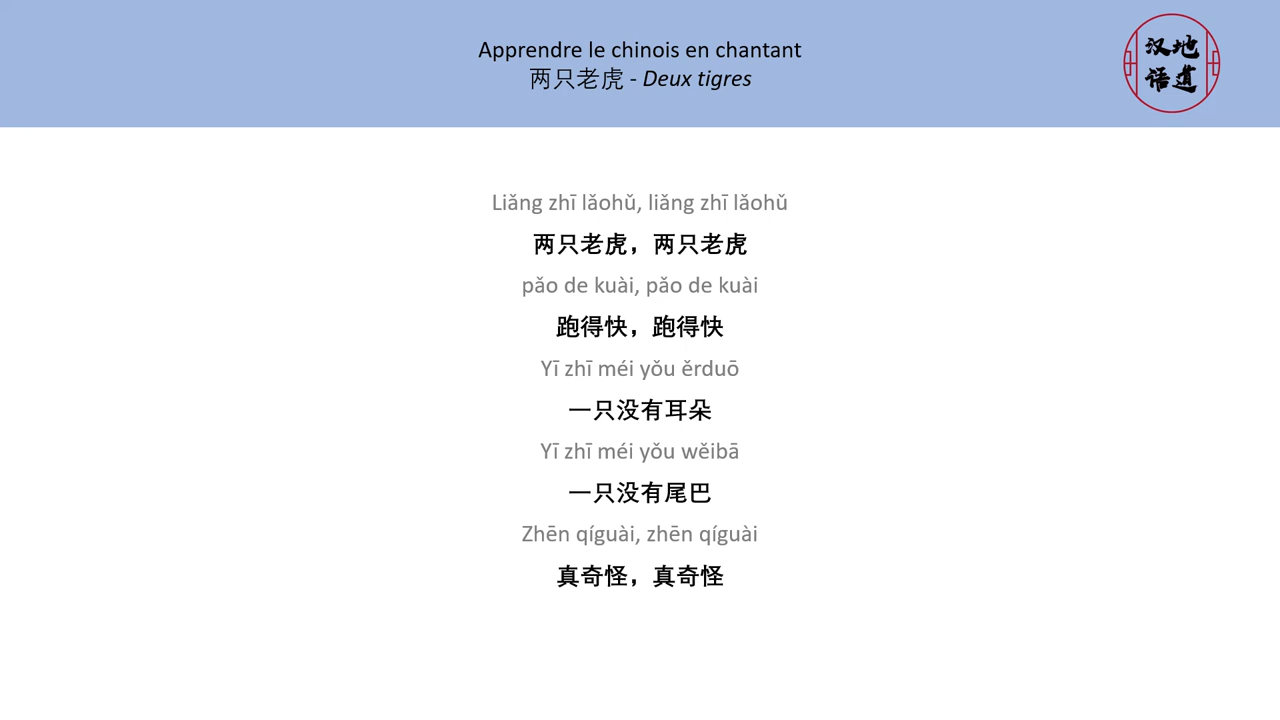 Apprendre le chinois en chantant
两只老虎 - Deux tigres
汉地
语道
Liǎng zhī lǎohǔ, liǎng zhī lǎohǔ
两只老虎，两只老虎
pǎo de kuài, pǎo de kuài
跑得快，跑得快
Yī zhī méi yǒu ěrduō
一只没有耳朵
Yī zhī méi yǒu wěibā
一只没有尾巴
Zhēn qíguài, zhēn qíguài
真奇怪，真奇怪